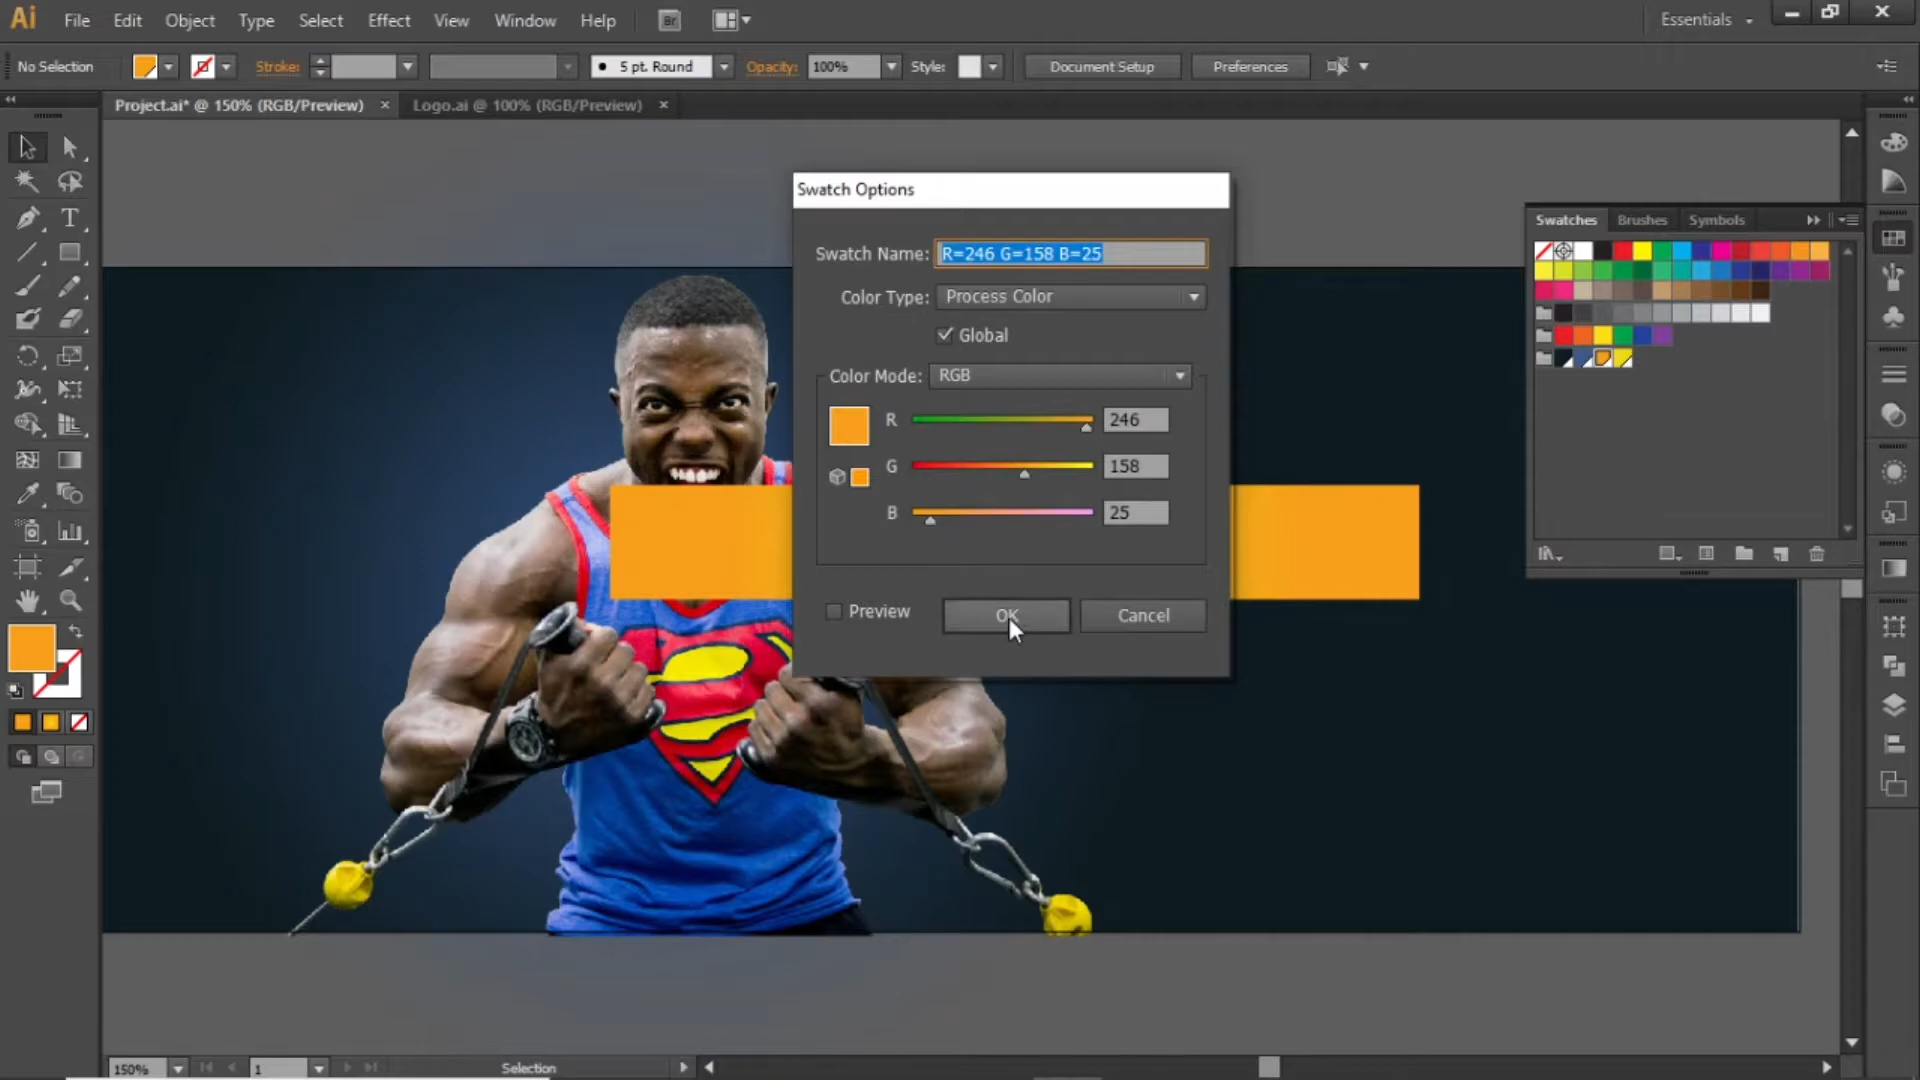 Ai File Edit Object Type Select Effect View Window Help Br Essentials
No Selection Stroke: 5 pt. Round Opacity: 100% Style: Document Setup Preferences
Project.ai* @ 150% (RGB/Preview) × Logo.ai @ 100% (RGB/Preview) ×
Swatch Options
Swatches Brushes Symbols
Swatch Name: R=246 G=158 B=25
Color Type: Process Color
Global
Color Mode: RGB
R 246
G 158
B 25
Preview OK Cancel
150% 1 Selection